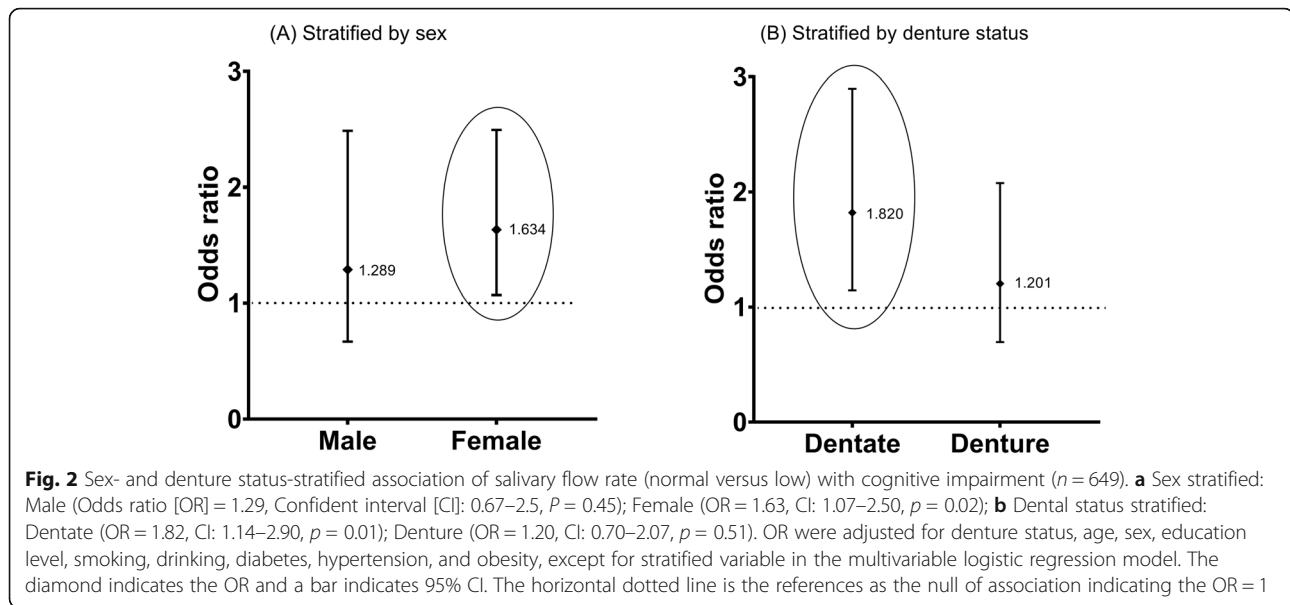 (A) Stratified by sex
3
2
1
0
Odds ratio
1.289
1.634
Male Female
(B) Stratified by denture status
3
2
1
0
Odds ratio
1.820
1.201
Dentate Denture
Fig. 2 Sex- and denture status-stratified association of salivary flow rate (normal versus low) with cognitive impairment (n = 649). a Sex stratified:
Male (Odds ratio [OR] = 1.29, Confident interval [CI]: 0.67–2.5, P = 0.45); Female (OR = 1.63, CI: 1.07–2.50, p = 0.02); b Dental status stratified:
Dentate (OR = 1.82, CI: 1.14–2.90, p = 0.01); Denture (OR = 1.20, CI: 0.70–2.07, p = 0.51). OR were adjusted for denture status, age, sex, education
level, smoking, drinking, diabetes, hypertension, and obesity, except for stratified variable in the multivariable logistic regression model. The
diamond indicates the OR and a bar indicates 95% CI. The horizontal dotted line is the references as the null of association indicating the OR = 1